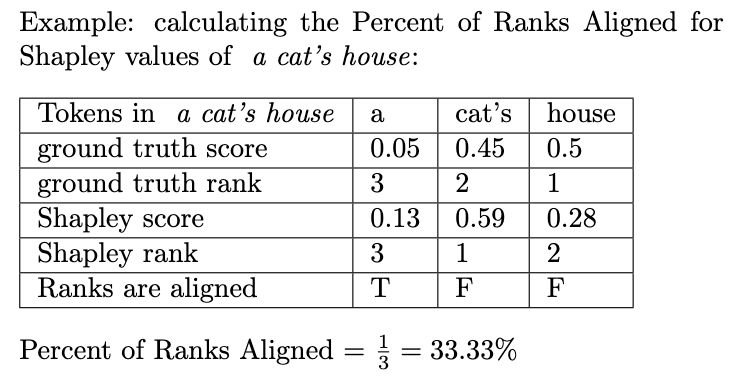 Example: calculating the Percent of Ranks Aligned for
Shapley values of a cat's house:
Tokens in a cat's house a cat's house
ground truth score 0.05 0.45 0.5
ground truth rank 3 2 1
Shapley score 0.13 0.59 0.28
Shapley rank 3 1 2
Ranks are aligned T F F
Percent of Ranks Aligned = 1/3 = 33.33%